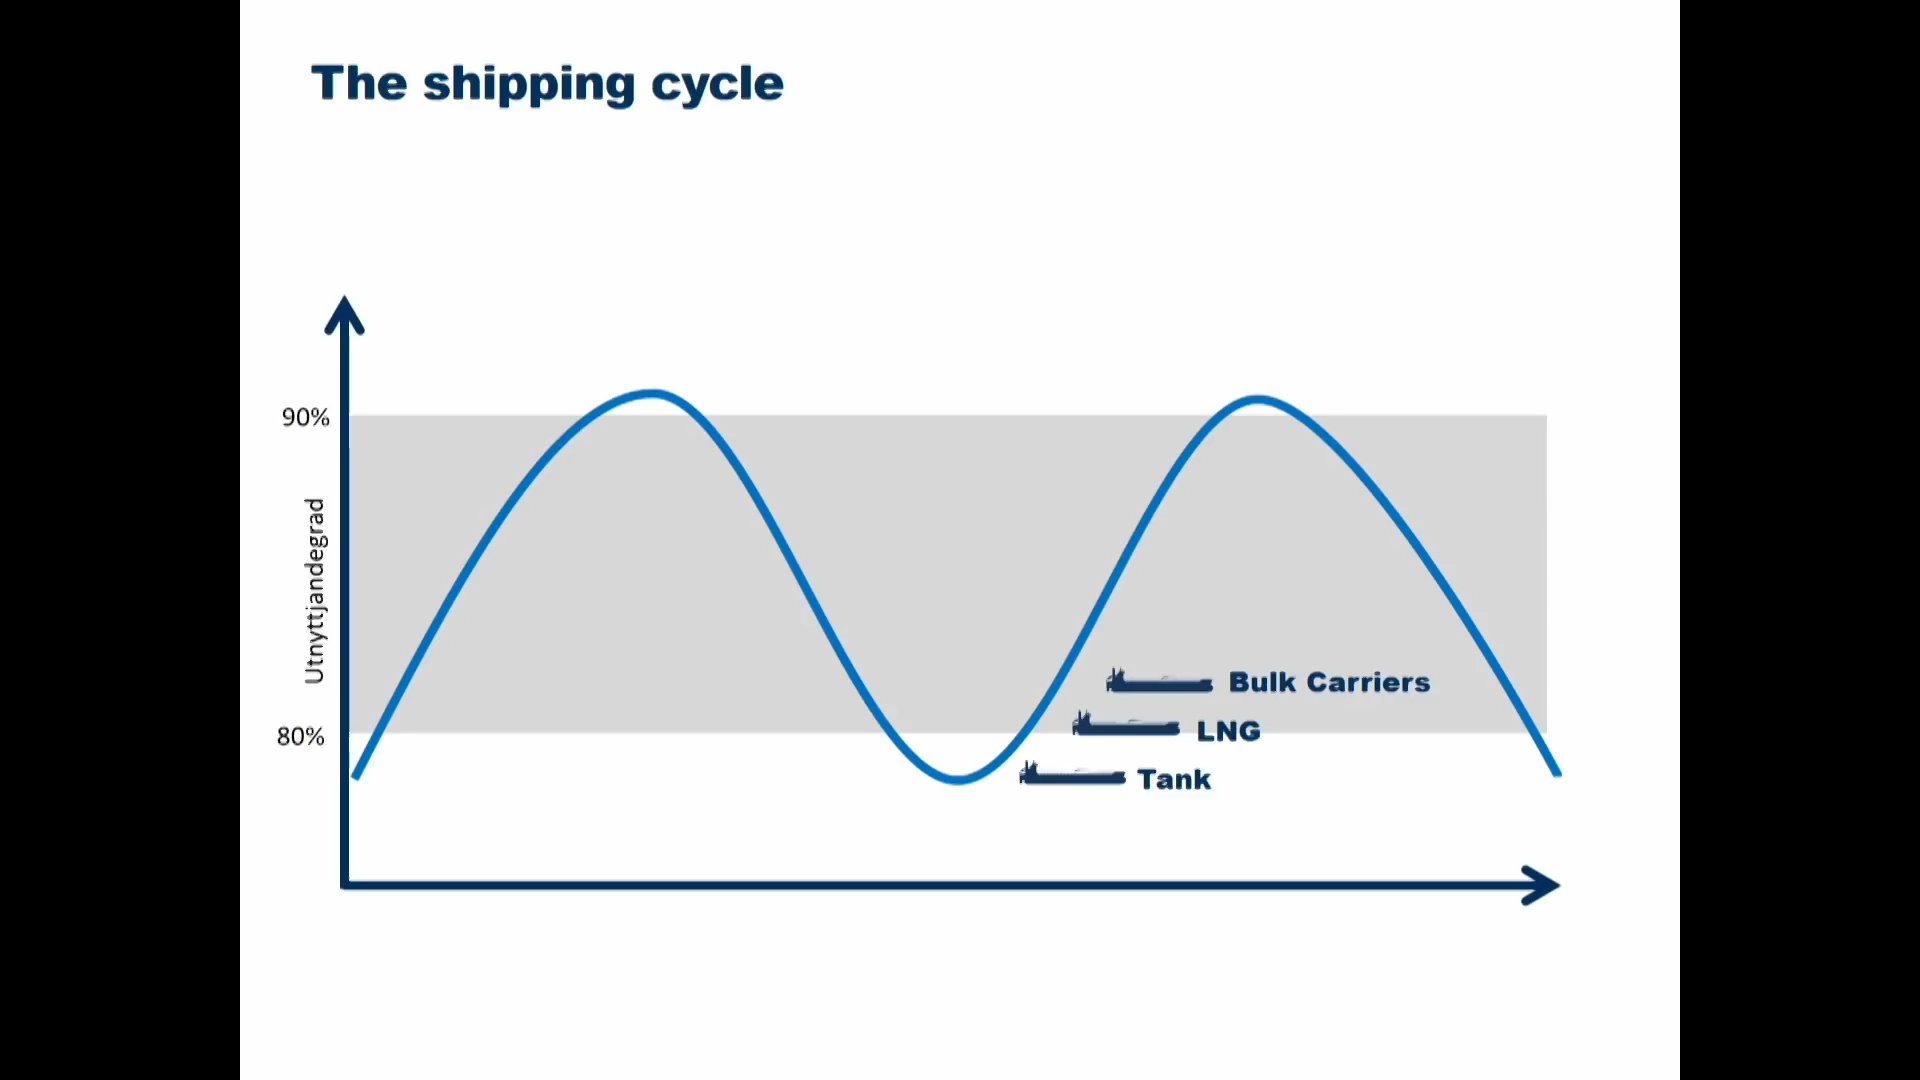 The shipping cycle
90%
Utnyttjandegrad
80%
Bulk Carriers
LNG
Tank